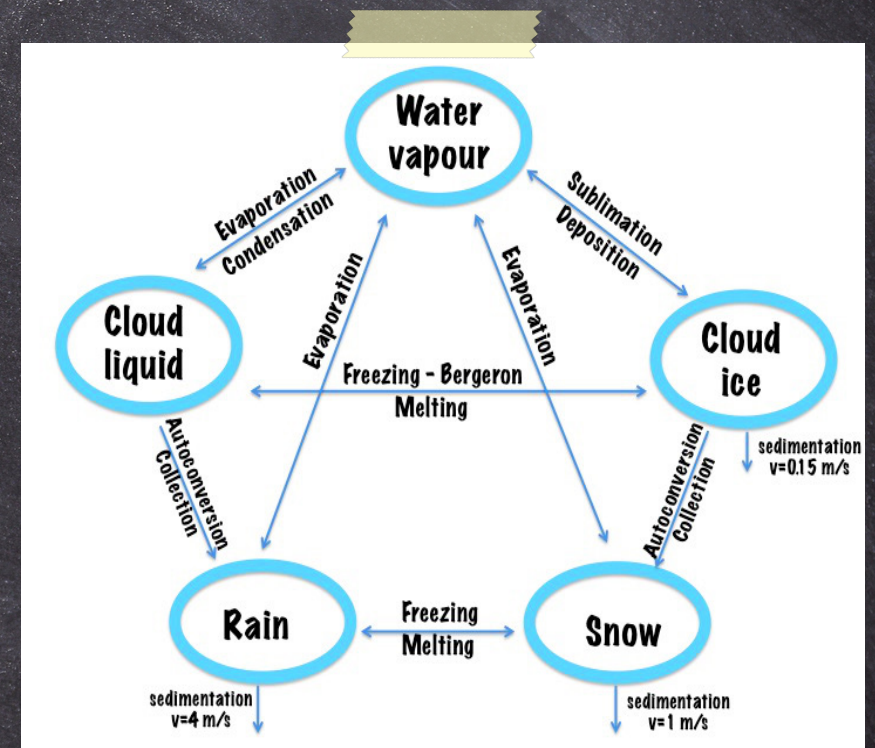 Water
vapour
Evaporation
Condensation
Sublimation
Deposition
Cloud
liquid
Evaporation
Evaporation
Cloud
ice
Freezing - Bergeron
Melting
sedimentation
v=0.15 m/s
Autoconversion
Collection
Autoconversion
Collection
Rain
Freezing
Melting
Snow
sedimentation
v=4 m/s
sedimentation
v=1 m/s